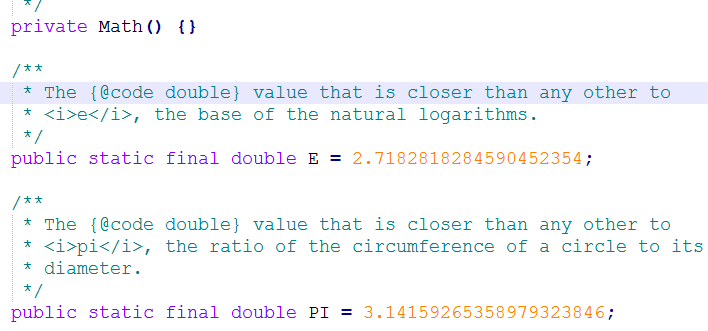 */
private Math() {}
/**
* The {@code double} value that is closer than any other to
* <i>e</i>, the base of the natural logarithms.
*/
public static final double E = 2.7182818284590452354;
/**
* The {@code double} value that is closer than any other to
* <i>pi</i>, the ratio of the circumference of a circle to its
* diameter.
*/
public static final double PI = 3.14159265358979323846;